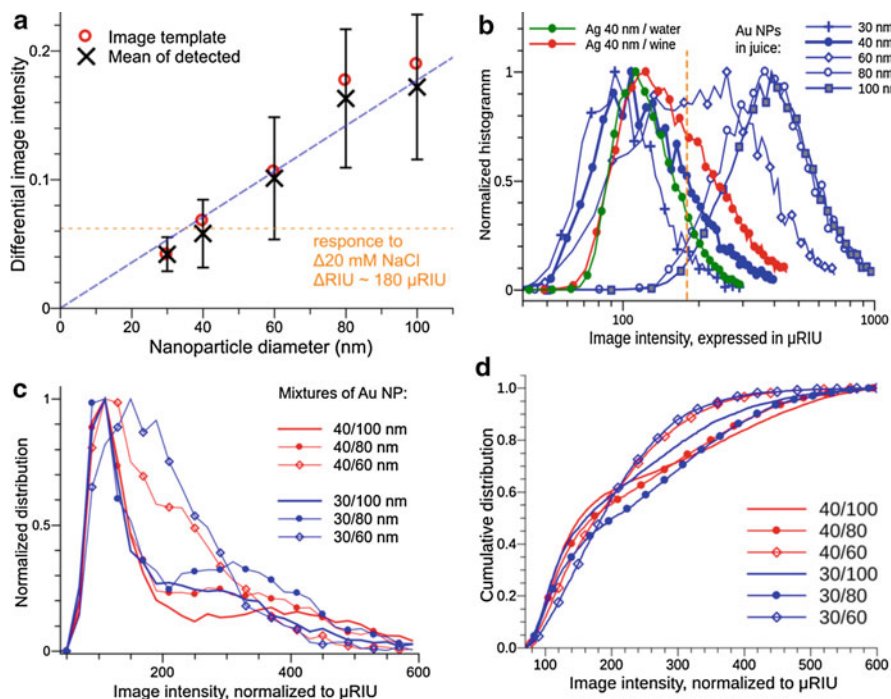 a
Image template
Mean of detected
Differential image intensity
0.2
0.1
0
responce to
Δ20 mM NaCl
ΔRIU ~ 180 µRIU
0 20 40 60 80 100
Nanoparticle diameter (nm)
b
Ag 40 nm / water
Ag 40 nm / wine
Au NPs
in juice:
30 nm
40 nm
60 nm
80 nm
100 nm
Normalized histogramm
1
0.5
0
100 1000
Image intensity, expressed in µRIU
c
Mixtures of Au NP:
40/100 nm
40/80 nm
40/60 nm
30/100 nm
30/80 nm
30/60 nm
Normalized distribution
1
0.5
0
200 400 600
Image intensity, normalized to µRIU
d
Cumulative distribution
1.0
0.8
0.6
0.4
0.2
0.0
40/100
40/80
40/60
30/100
30/80
30/60
100 200 300 400 500 600
Image intensity, normalized to µRIU